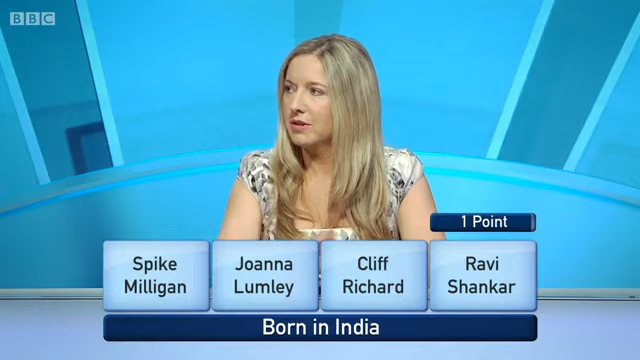 BBC
1 Point
Spike
Milligan
Joanna
Lumley
Cliff
Richard
Ravi
Shankar
Born in India